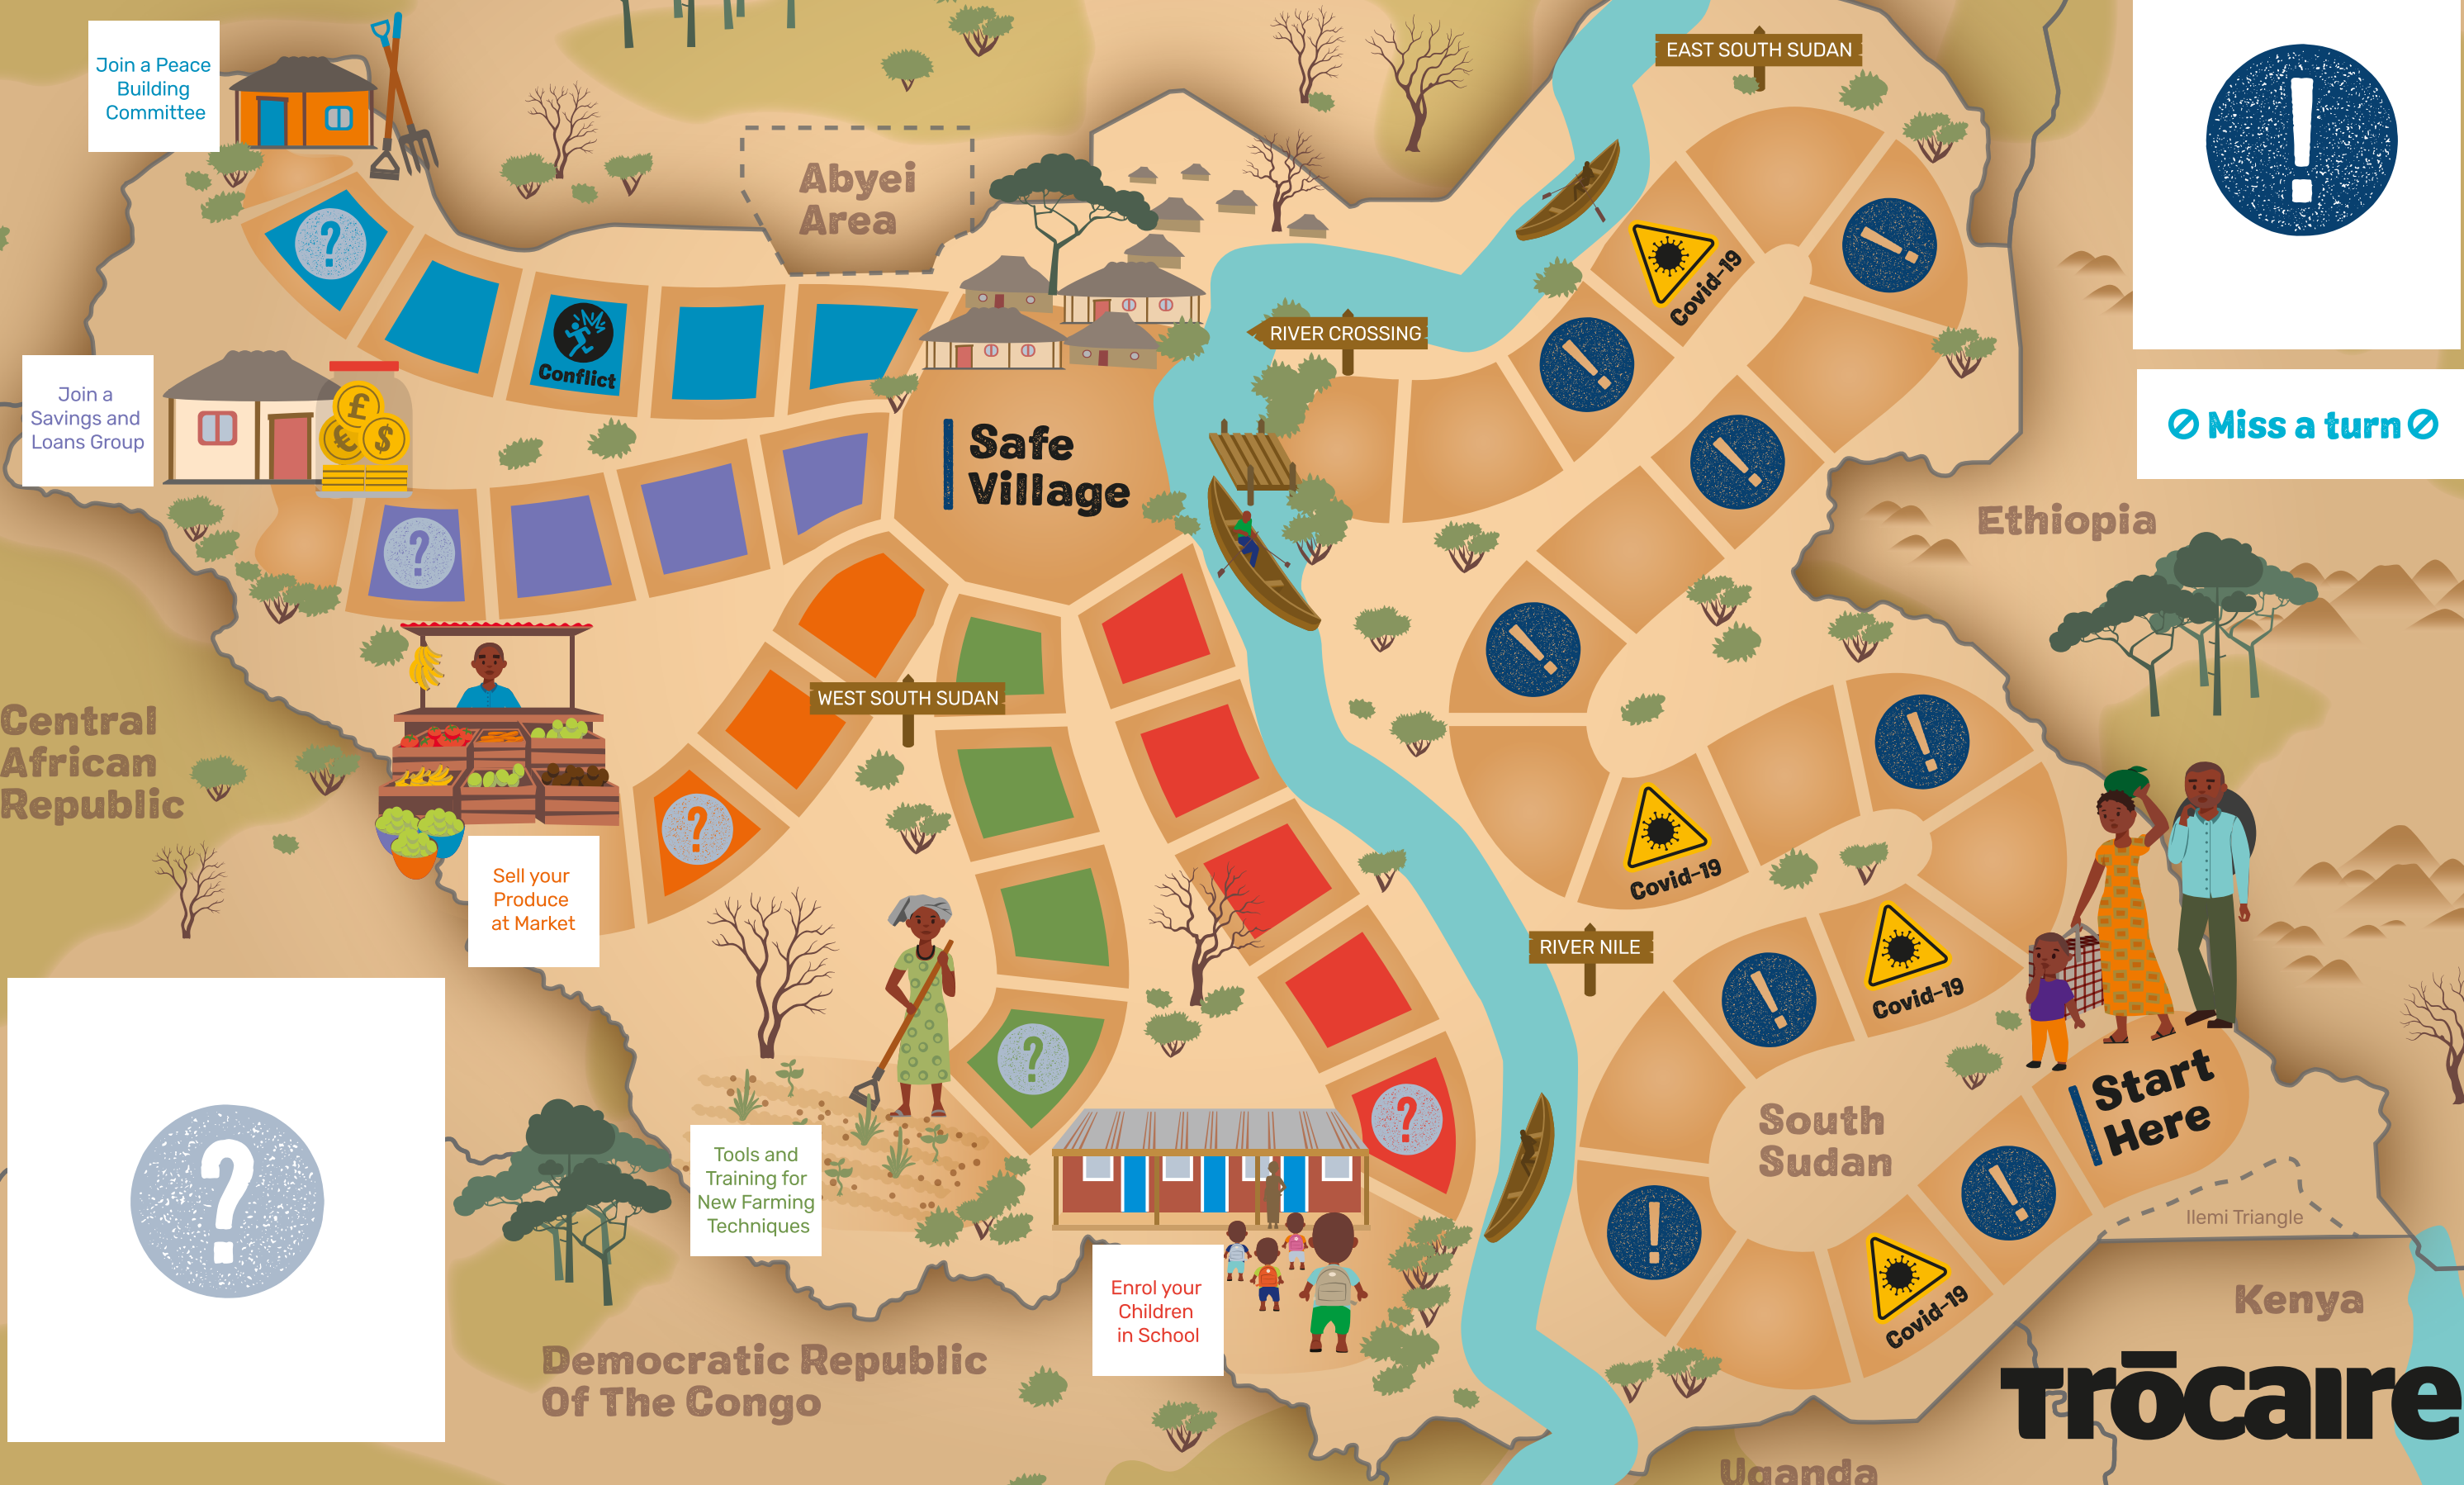 Join a Peace
Building
Committee
EAST SOUTH SUDAN
!
Abyei
Area
?
Covid-19
!
!
RIVER CROSSING
Conflict
Join a
Savings and
Loans Group
£
€
$
Miss a turn
Safe
Village
!
Ethiopia
?
!
WEST SOUTH SUDAN
Central
African
Republic
?
!
Covid-19
Sell your
Produce
at Market
RIVER NILE
Covid-19
!
?
?
Start
Here
South
Sudan
Tools and
Training for
New Farming
Techniques
?
!
!
Ilemi Triangle
Enrol your
Children
in School
Covid-19
Kenya
Democratic Republic
Of The Congo
Trōcaıre
Uganda